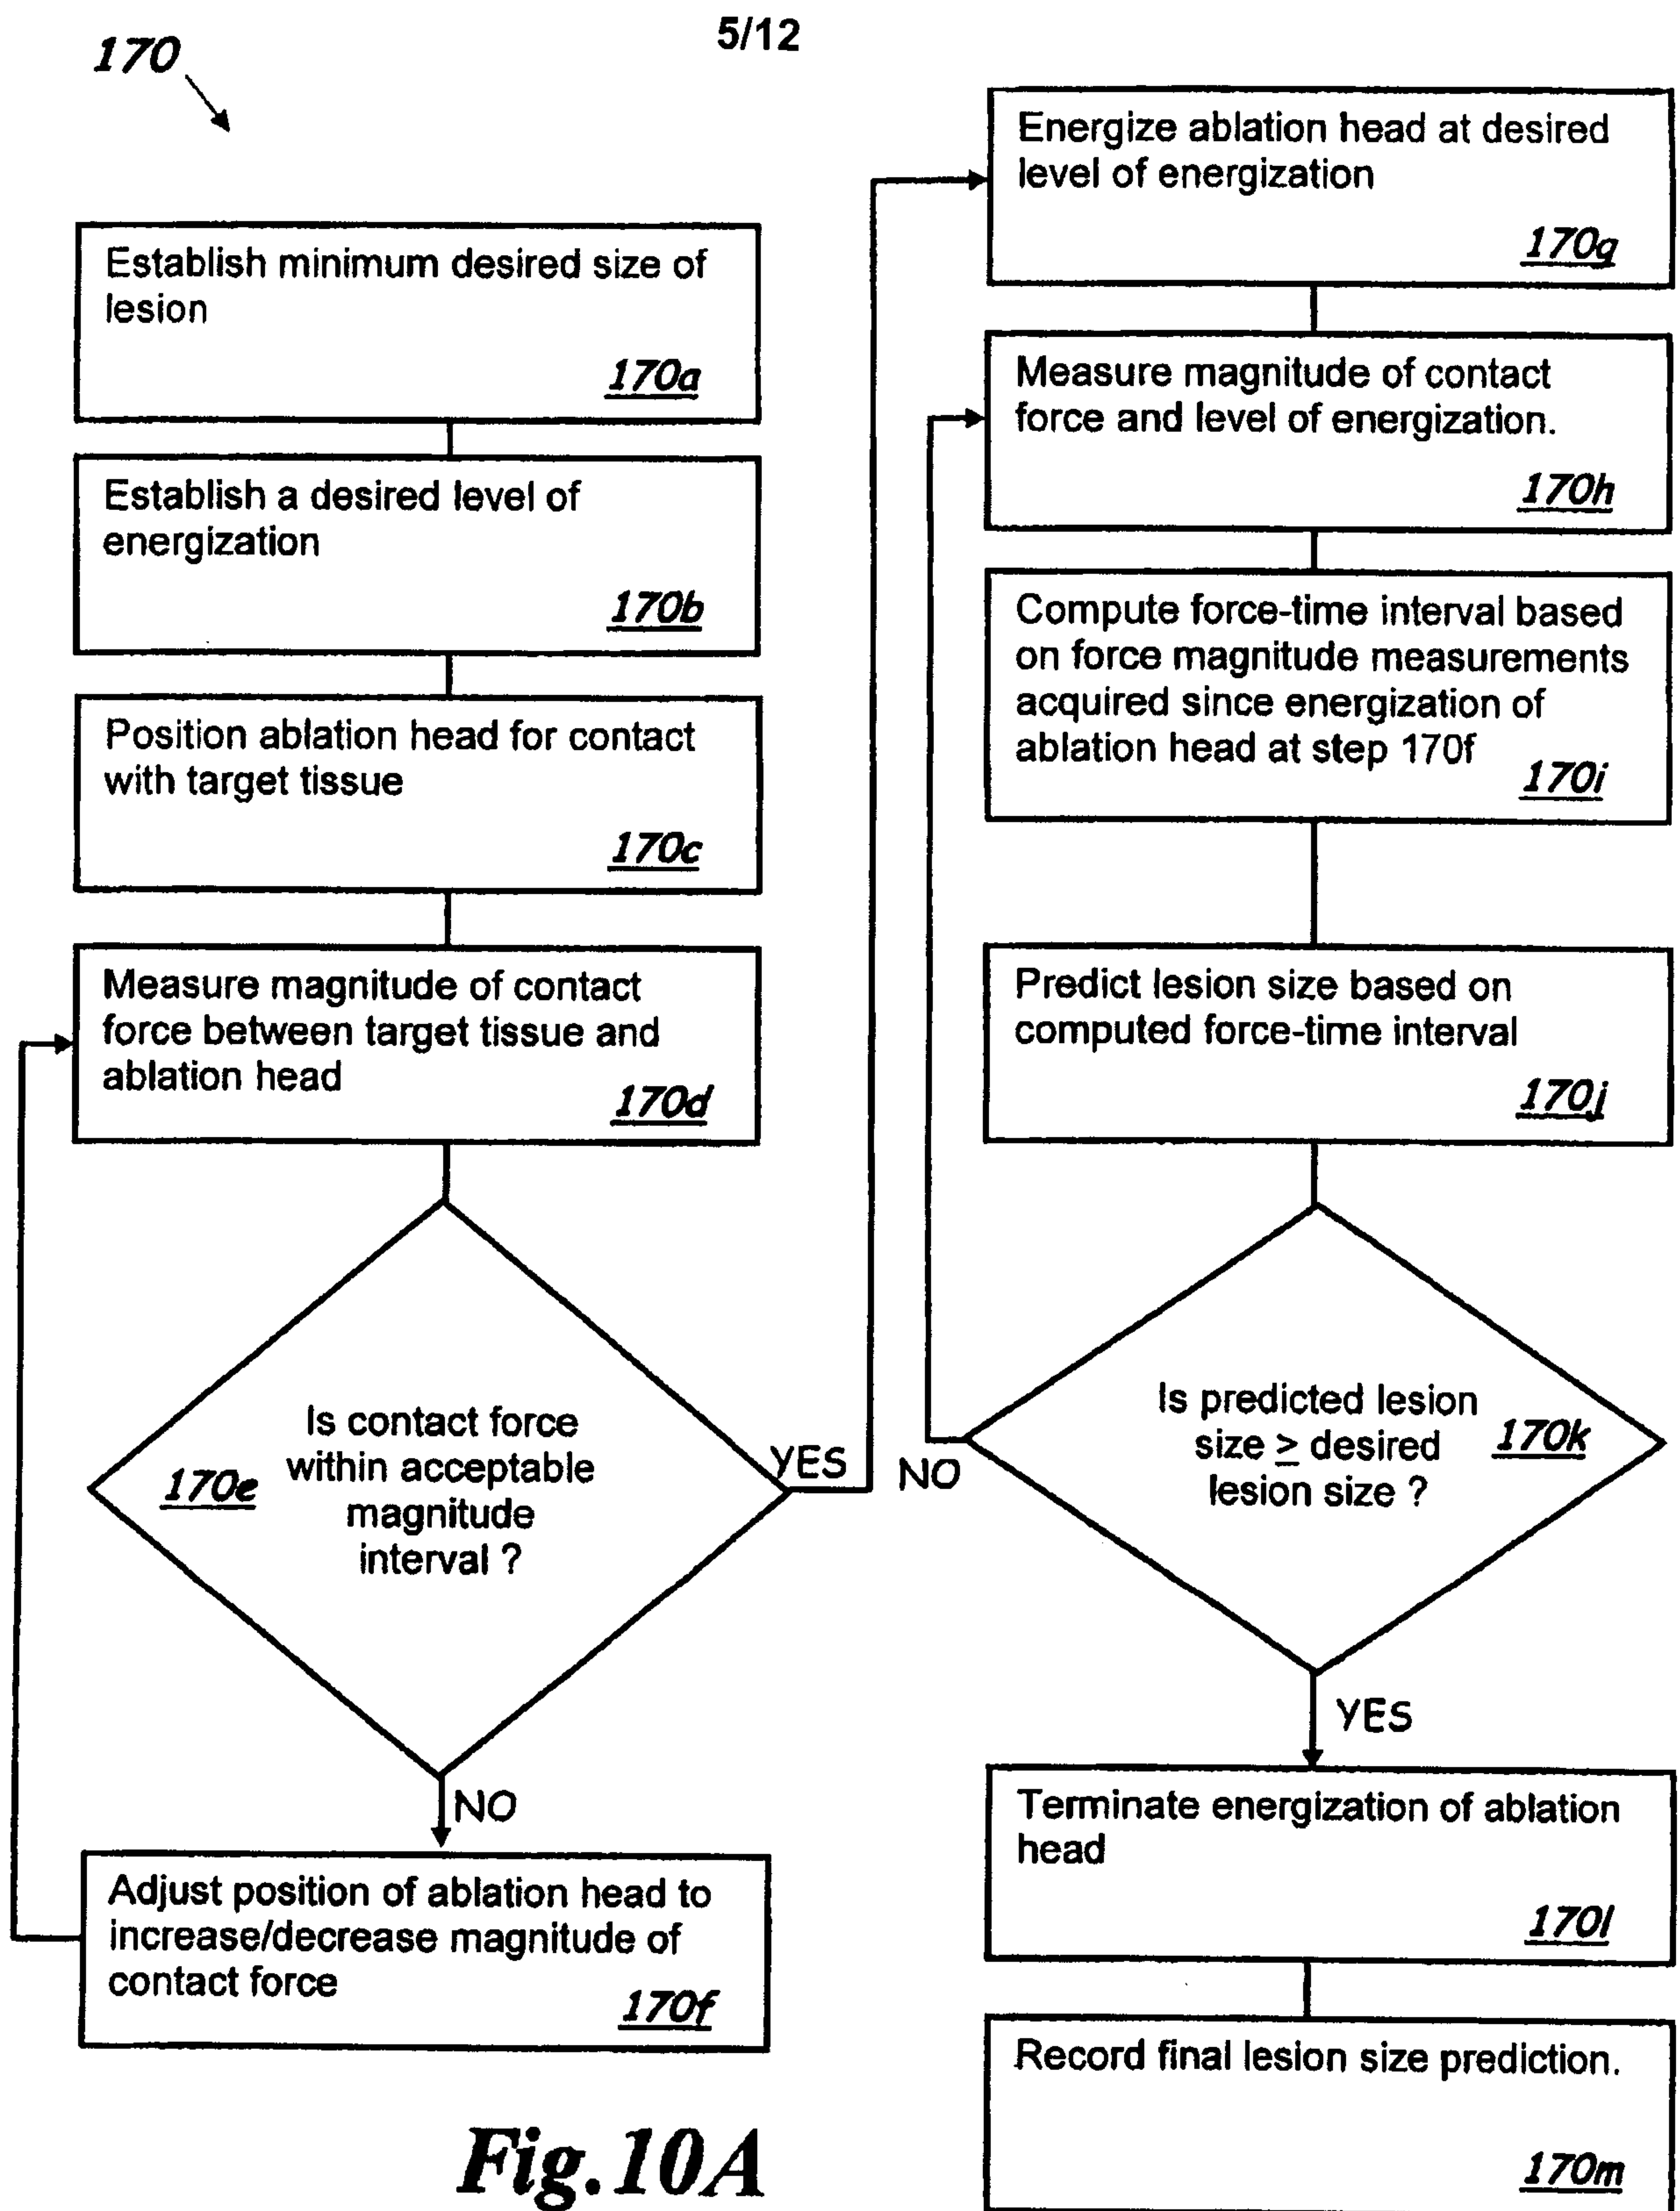 5/12
170
Establish minimum desired size of
lesion
170a
Establish a desired level of
energization
170b
Position ablation head for contact
with target tissue
170c
Measure magnitude of contact
force between target tissue and
ablation head
170d
Is contact force
within acceptable
magnitude
interval ?
170e
YES
NO
Adjust position of ablation head to
increase/decrease magnitude of
contact force
170f
Energize ablation head at desired
level of energization
170g
Measure magnitude of contact
force and level of energization.
170h
Compute force-time interval based
on force magnitude measurements
acquired since energization of
ablation head at step 170f
170i
Predict lesion size based on
computed force-time interval
170j
Is predicted lesion
size ≥ desired
lesion size ?
170k
NO
YES
Terminate energization of ablation
head
170l
Record final lesion size prediction.
170m
Fig.10A